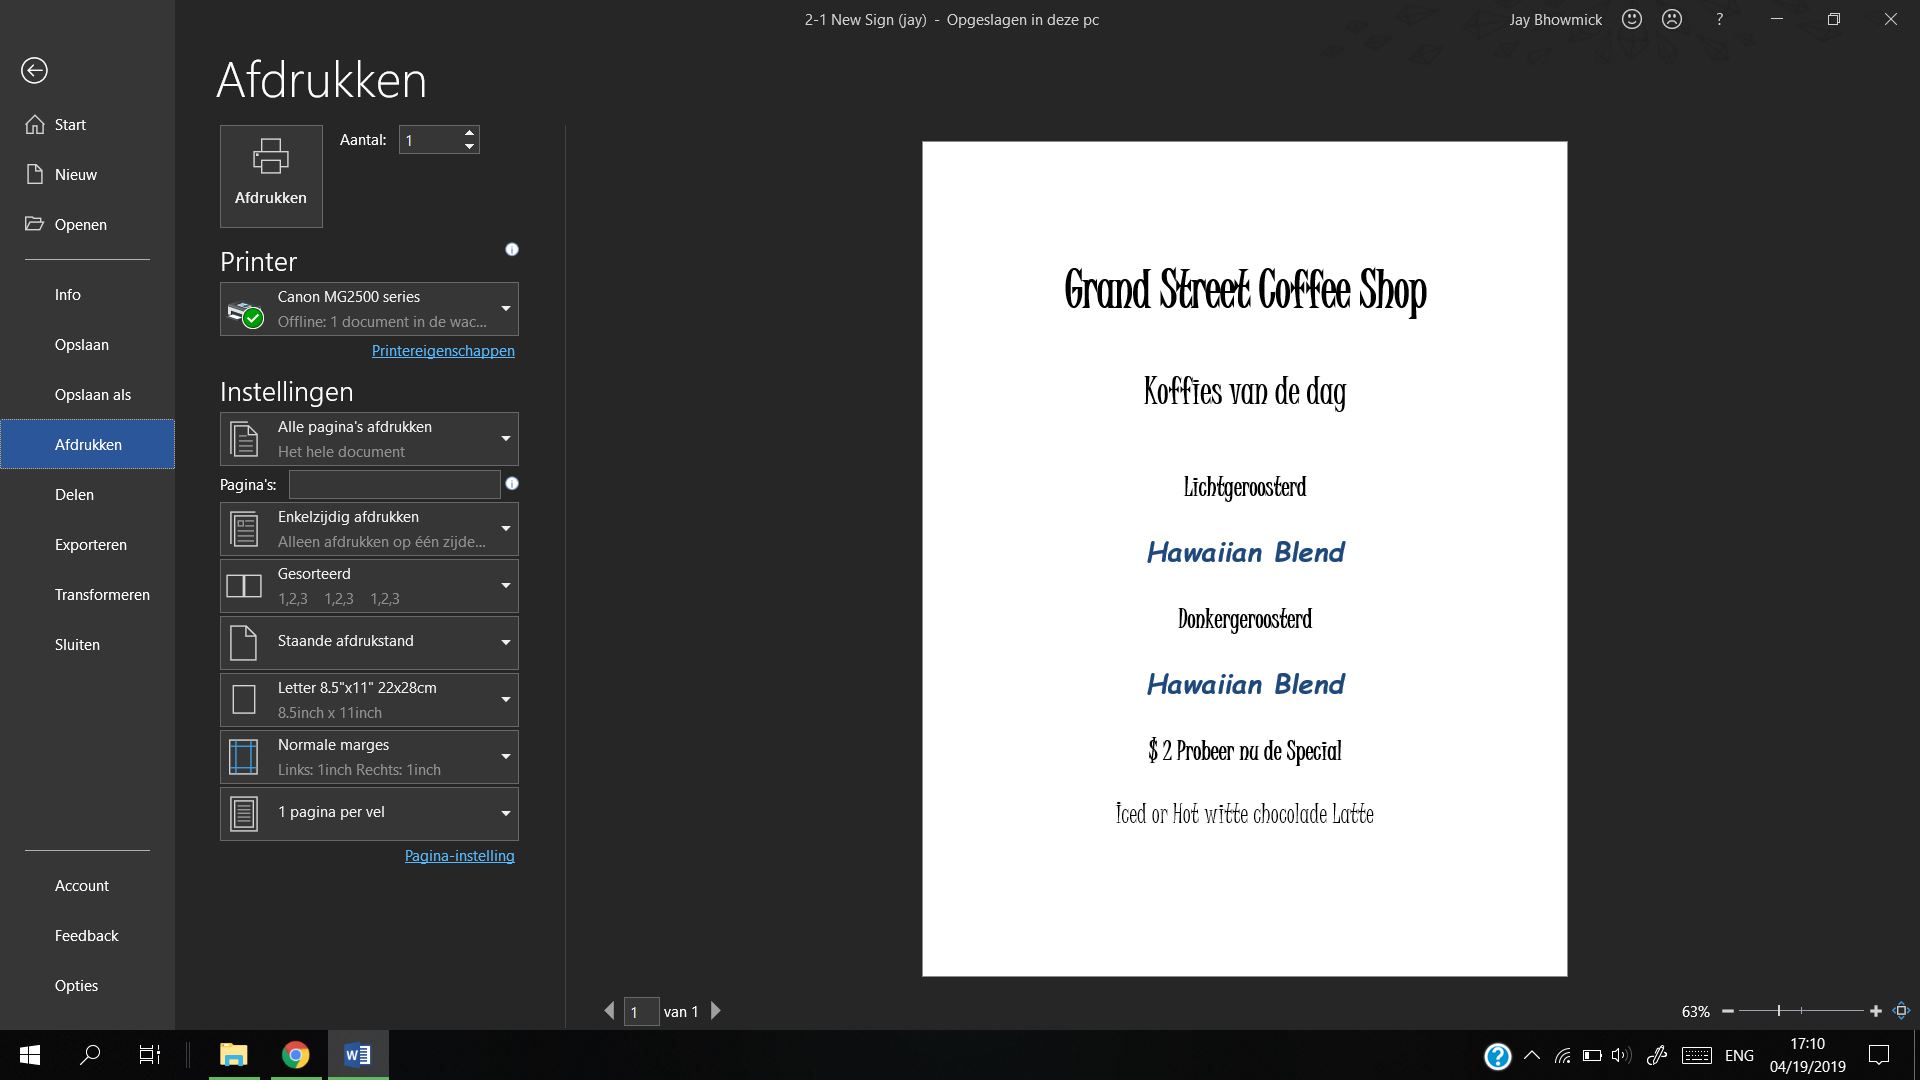 2-1 New Sign (jay)  -  Opgeslagen in deze pc
Jay Bhowmick
?
Start
Nieuw
Openen
Info
Opslaan
Opslaan als
Afdrukken
Delen
Exporteren
Transformeren
Sluiten
Account
Feedback
Opties
Afdrukken
Afdrukken
Aantal: 1
Printer
Canon MG2500 series
Offline: 1 document in de wac...
Printereigenschappen
Instellingen
Alle pagina's afdrukken
Het hele document
Pagina's:
Enkelzijdig afdrukken
Alleen afdrukken op één zijde...
Gesorteerd
1,2,3 1,2,3 1,2,3
Staande afdrukstand
Letter 8.5"x11" 22x28cm
8.5inch x 11inch
Normale marges
Links: 1inch Rechts: 1inch
1 pagina per vel
Pagina-instelling
Grand Street Coffee Shop
Koffies van de dag
Lichtgeroosterd
Hawaiian Blend
Donkergeroosterd
Hawaiian Blend
$ 2 Probeer nu de Special
Iced or Hot witte chocolade Latte
1 van 1
63%
ENG
17:10
04/19/2019